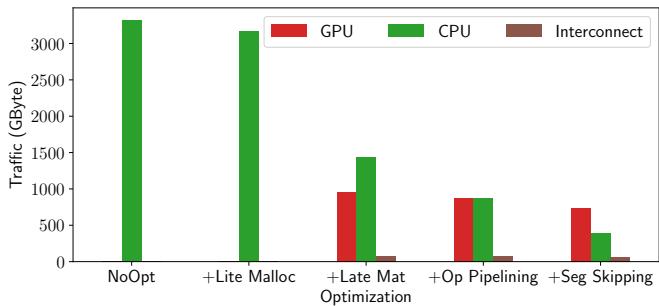 GPU CPU Interconnect
Traffic (GByte)
3000
2500
2000
1500
1000
500
0
NoOpt +Lite Malloc +Late Mat +Op Pipelining +Seg Skipping
Optimization